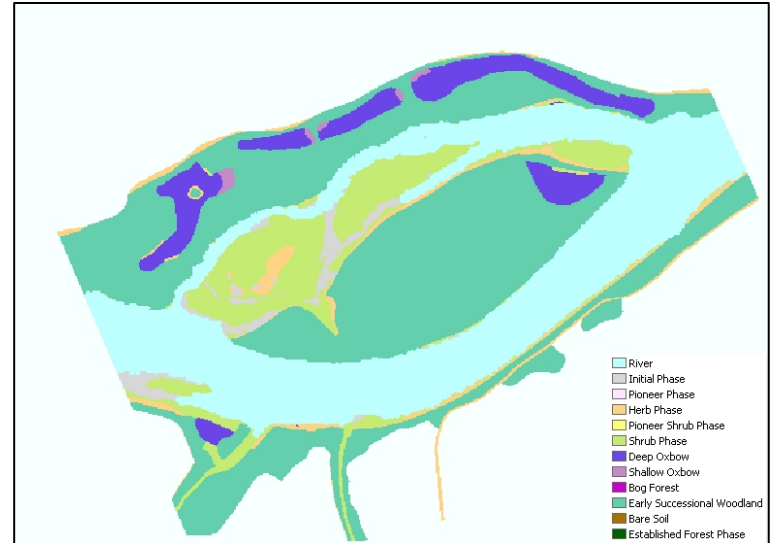 River
Initial Phase
Pioneer Phase
Herb Phase
Pioneer Shrub Phase
Shrub Phase
Deep Oxbow
Shallow Oxbow
Bog Forest
Early Successional Woodland
Bare Soil
Established Forest Phase